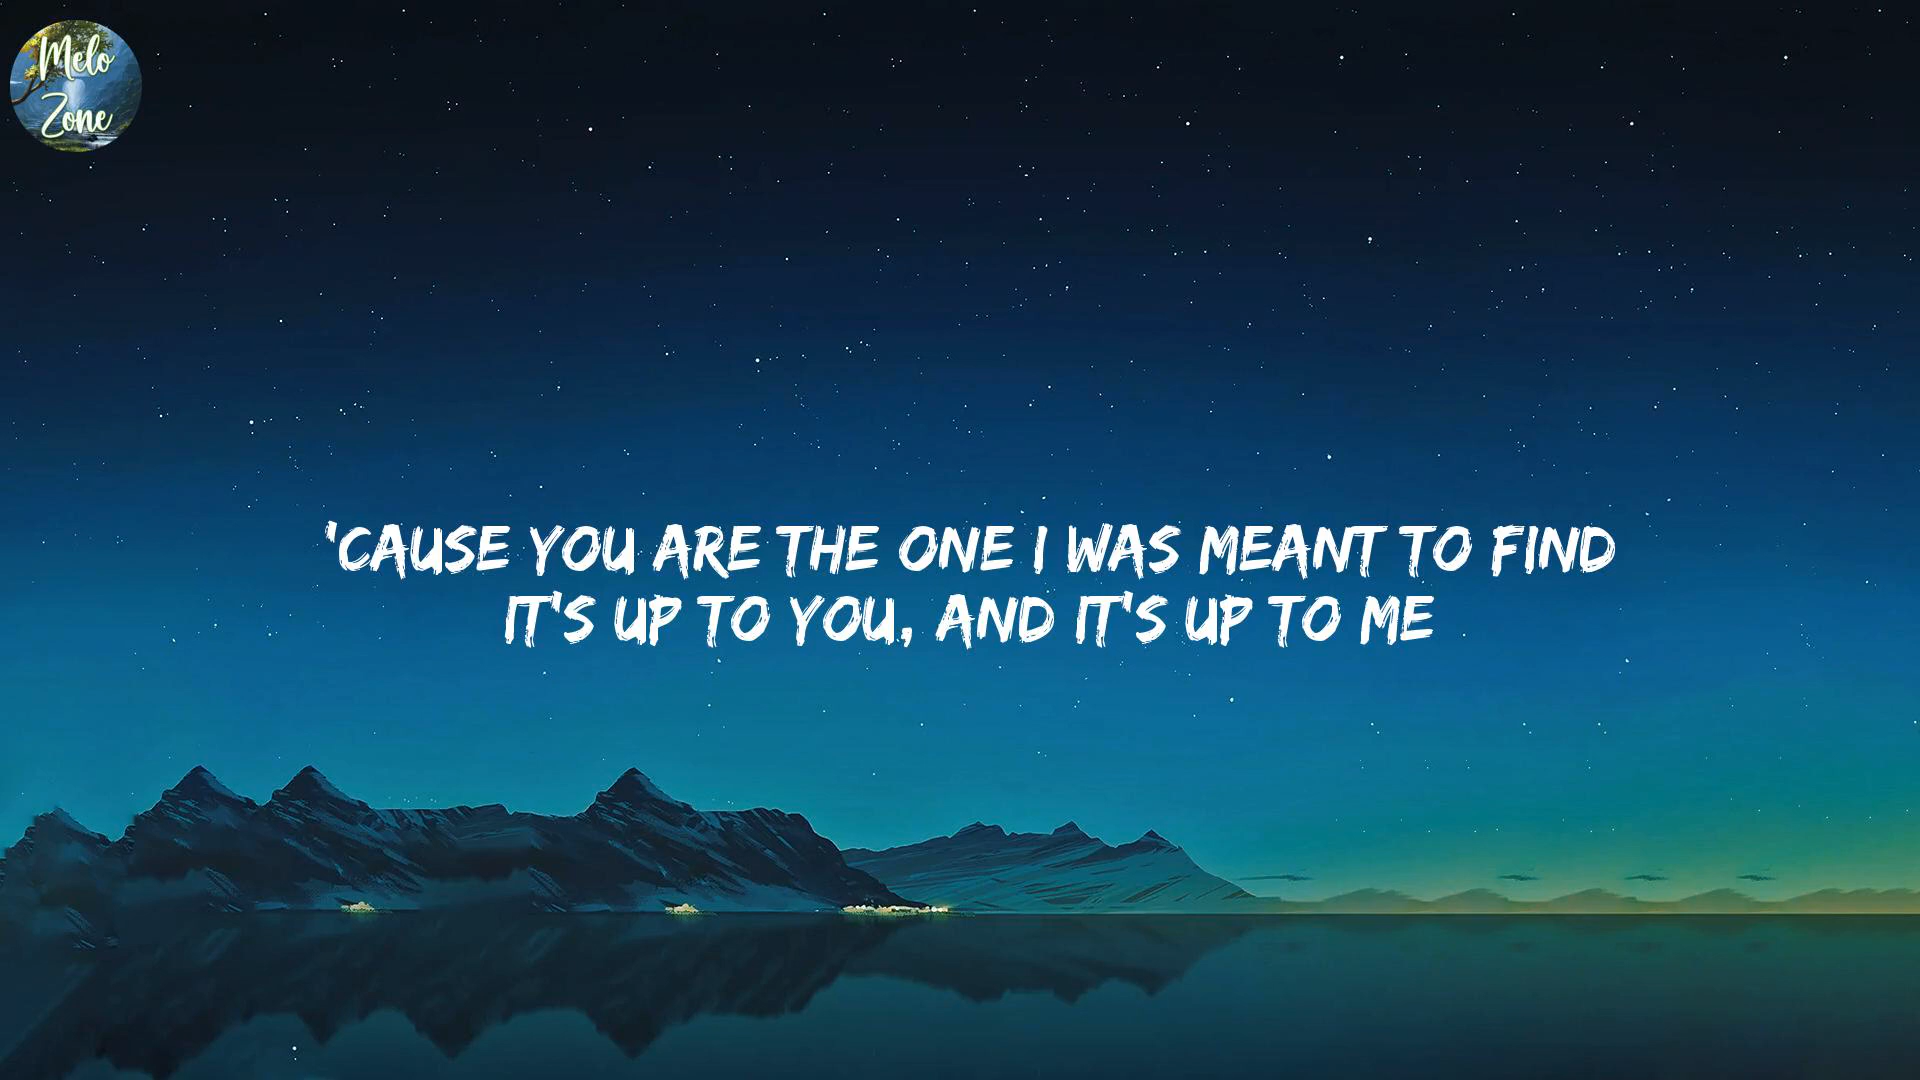 Melo
Zone
'CAUSE YOU ARE THE ONE I WAS MEANT TO FIND
IT'S UP TO YOU, AND IT'S UP TO ME